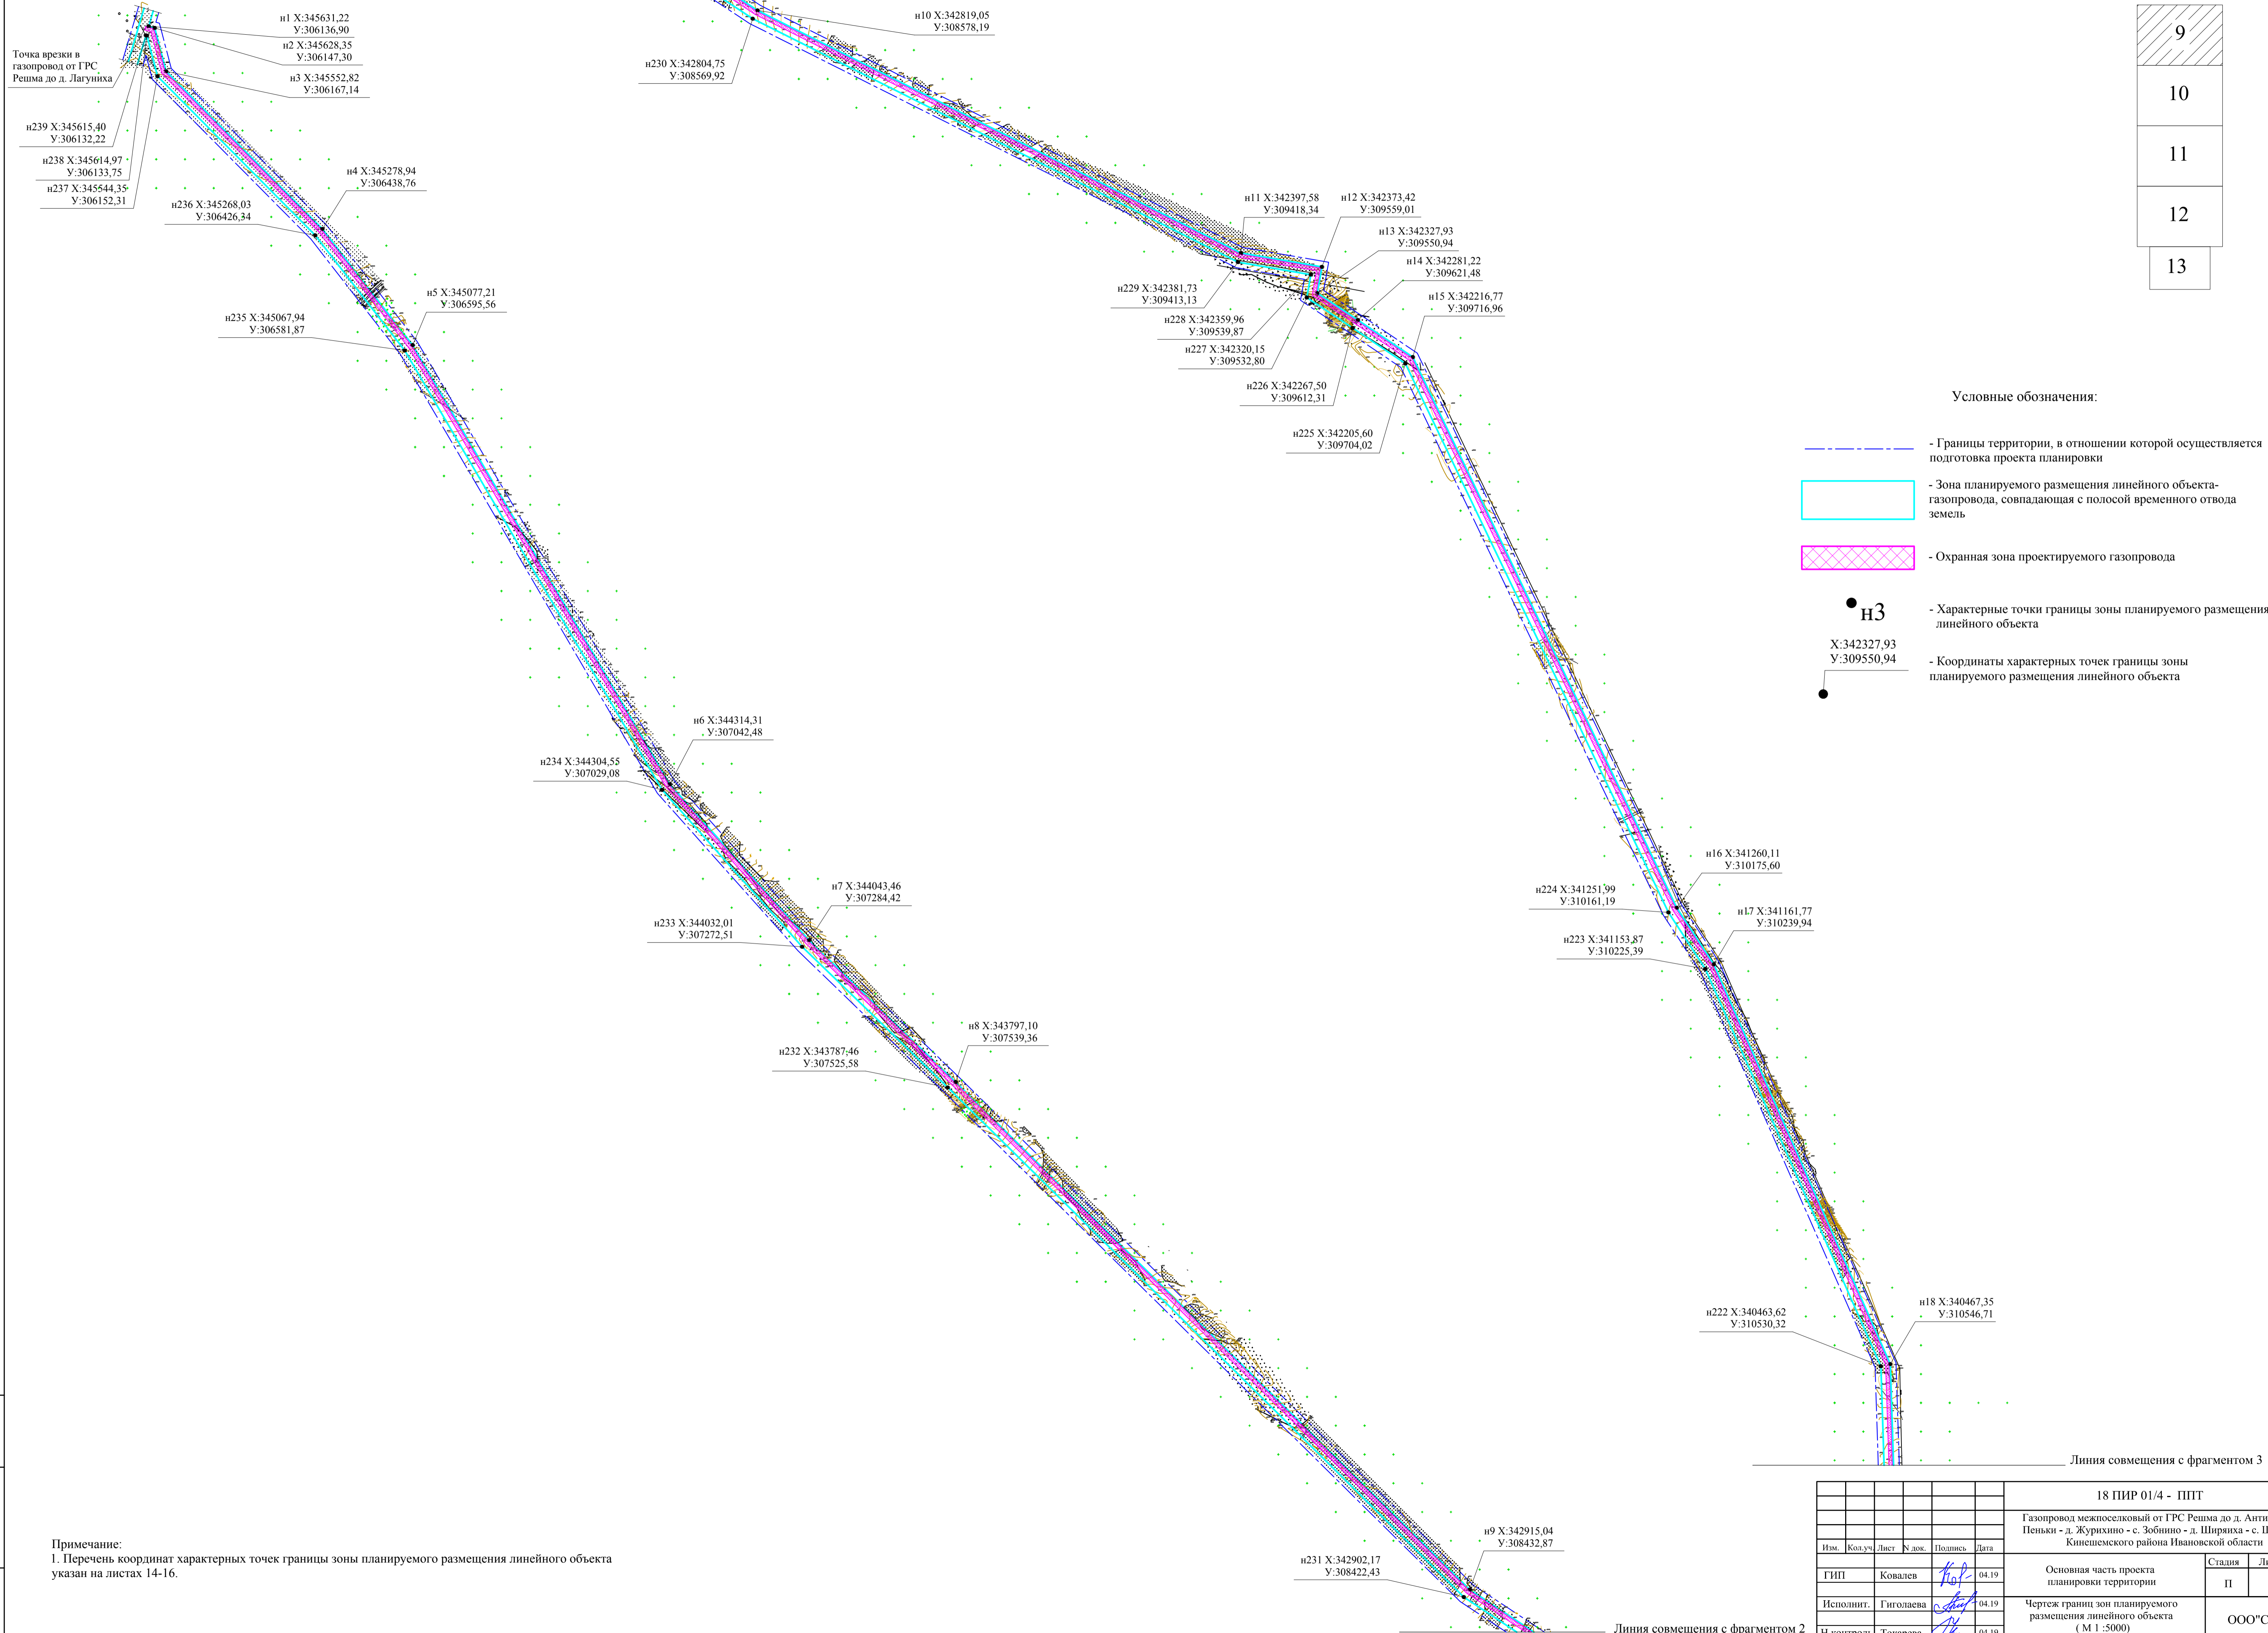 н1 X:345631,22
У:306136,90
н2 X:345628,35
У:306147,30
н3 X:345552,82
У:306167,14
Точка врезки в
газопровод от ГРС
Решма до д. Лагуниха
н239 X:345615,40
У:306132,22
н238 X:345614,97
У:306133,75
н237 X:345544,35
У:306152,31
н4 X:345278,94
У:306438,76
н236 X:345268,03
У:306426,34
н5 X:345077,21
У:306595,56
н235 X:345067,94
У:306581,87
н6 X:344314,31
У:307042,48
н234 X:344304,55
У:307029,08
н7 X:344043,46
У:307284,42
н233 X:344032,01
У:307272,51
н8 X:343797,10
У:307539,36
н232 X:343787,46
У:307525,58
н9 X:342915,04
У:308432,87
н231 X:342902,17
У:308422,43
Линия совмещения с фрагментом 2
н10 X:342819,05
У:308578,19
н230 X:342804,75
У:308569,92
н11 X:342397,58
У:309418,34
н12 X:342373,42
У:309559,01
н13 X:342327,93
У:309550,94
н14 X:342281,22
У:309621,48
н15 X:342216,77
У:309716,96
н229 X:342381,73
У:309413,13
н228 X:342359,96
У:309539,87
н227 X:342320,15
У:309532,80
н226 X:342267,50
У:309612,31
н225 X:342205,60
У:309704,02
н16 X:341260,11
У:310175,60
н224 X:341251,99
У:310161,19
н17 X:341161,77
У:310239,94
н223 X:341153,87
У:310225,39
н18 X:340467,35
У:310546,71
н222 X:340463,62
У:310530,32
Линия совмещения с фрагментом 3
9
10
11
12
13
Условные обозначения:
- Границы территории, в отношении которой осуществляется
подготовка проекта планировки
- Зона планируемого размещения линейного объекта-
газопровода, совпадающая с полосой временного отвода
земель
- Охранная зона проектируемого газопровода
н3
- Характерные точки границы зоны планируемого размещения
линейного объекта
X:342327,93
У:309550,94
- Координаты характерных точек границы зоны
планируемого размещения линейного объекта
Примечание:
1. Перечень координат характерных точек границы зоны планируемого размещения линейного объекта
указан на листах 14-16.
18 ПИР 01/4 - ППТ
Газопровод межпоселковый от ГРС Решма до д. Анти
Пеньки - д. Журихино - с. Зобнино - д. Ширяиха - с. Ш
Кинешемского района Ивановской области
Изм. Кол.уч. Лист N док. Подпись Дата
ГИП Ковалев 04.19
Основная часть проекта
планировки территории
Стадия
П
Исполнит. Гиголаева 04.19
Чертеж границ зон планируемого
размещения линейного объекта
( М 1 :5000)
ООО"С
Н.контроль Токарева 04.19